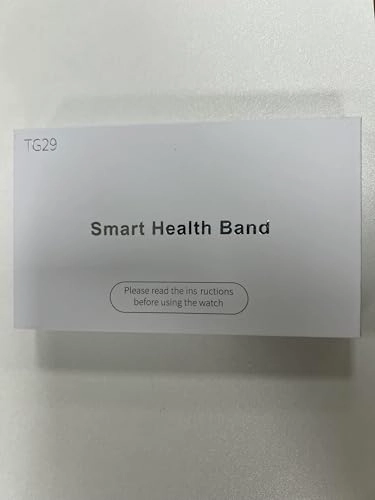 TG29
Smart Health Band
Please read the ins ructions
before using the watch